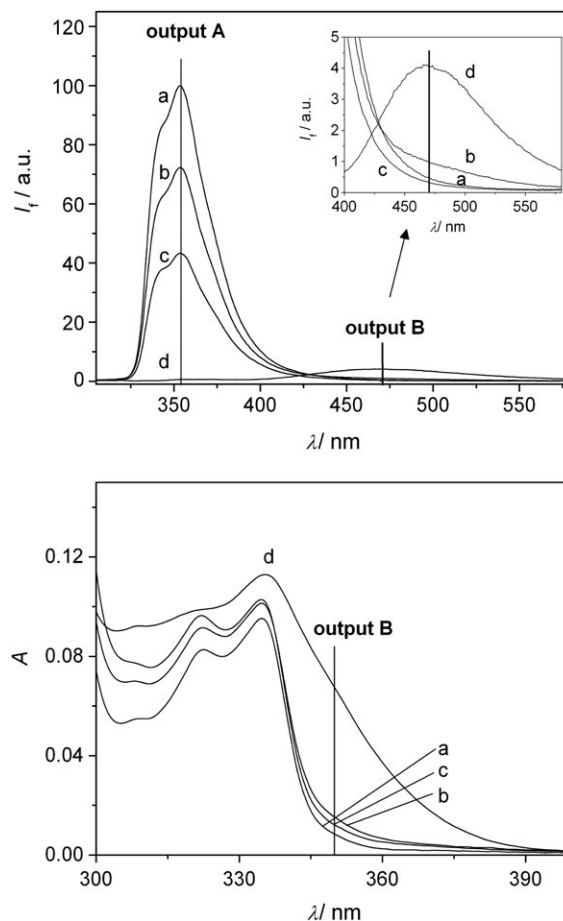 output A
120
100
80
60
40
20
0
I_f / a.u.
a
b
c
d
350
400
450
500
550
λ/ nm
output B
5
4
3
2
1
0
I_f / a.u.
d
b
a
c
400
450
500
550
λ/ nm
0.12
0.08
0.04
0.00
A
d
output B
a
c
b
300
330
360
390
λ/ nm